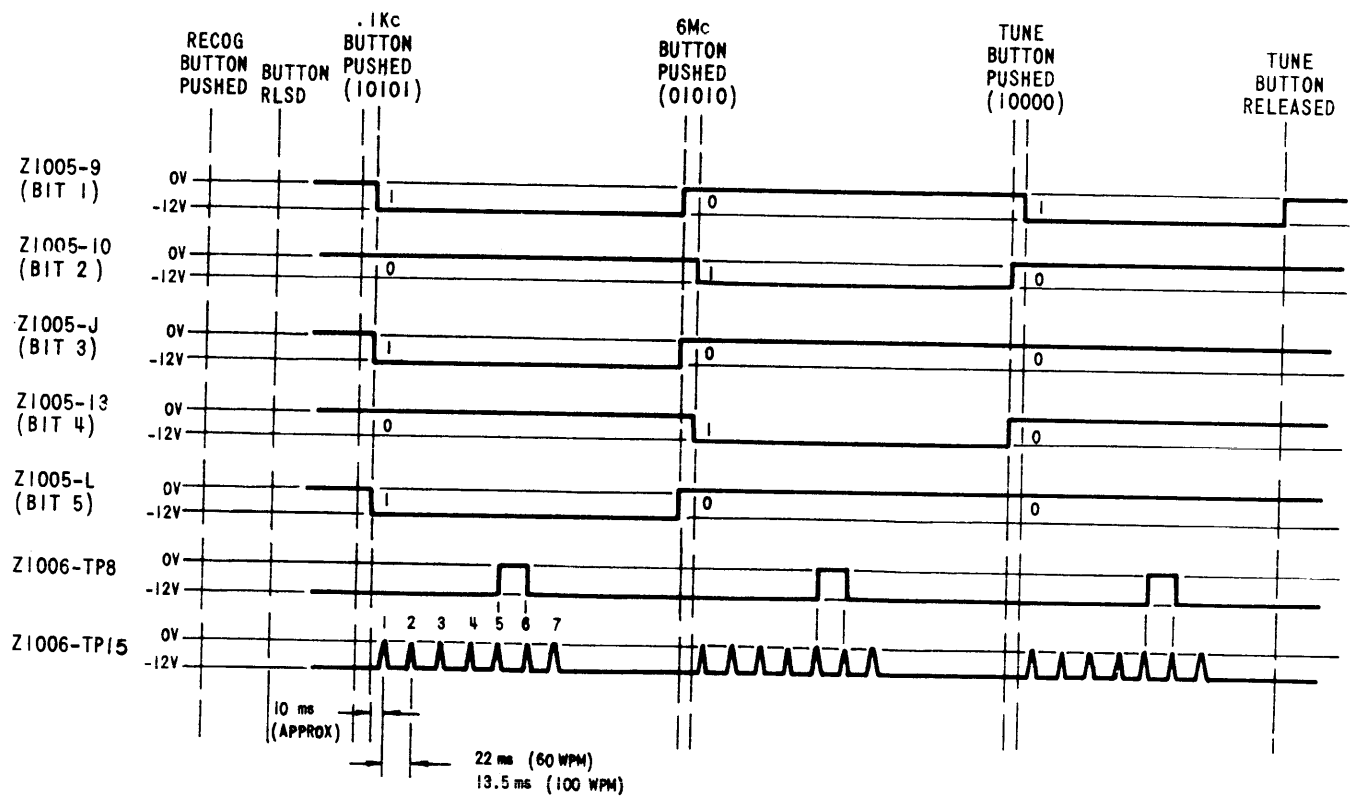 RECOG
BUTTON
PUSHED
BUTTON
RLSD
.1Kc
BUTTON
PUSHED
(10101)
6Mc
BUTTON
PUSHED
(01010)
TUNE
BUTTON
PUSHED
(10000)
TUNE
BUTTON
RELEASED
Z1005-9
(BIT 1)
0V
-12V
1
0
1
Z1005-10
(BIT 2)
0V
-12V
0
1
0
Z1005-J
(BIT 3)
0V
-12V
1
0
0
Z1005-13
(BIT 4)
0V
-12V
0
1
0
Z1005-L
(BIT 5)
0V
-12V
1
0
0
Z1006-TP8
0V
-12V
Z1006-TP15
0V
-12V
1 2 3 4 5 6 7
10 ms
(APPROX)
22 ms (60 WPM)
13.5 ms (100 WPM)